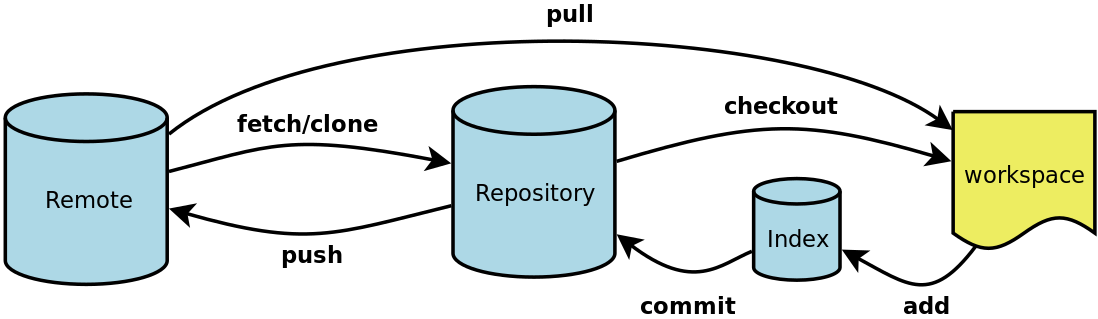 pull
fetch/clone
checkout
Remote
Repository
workspace
Index
push
commit
add